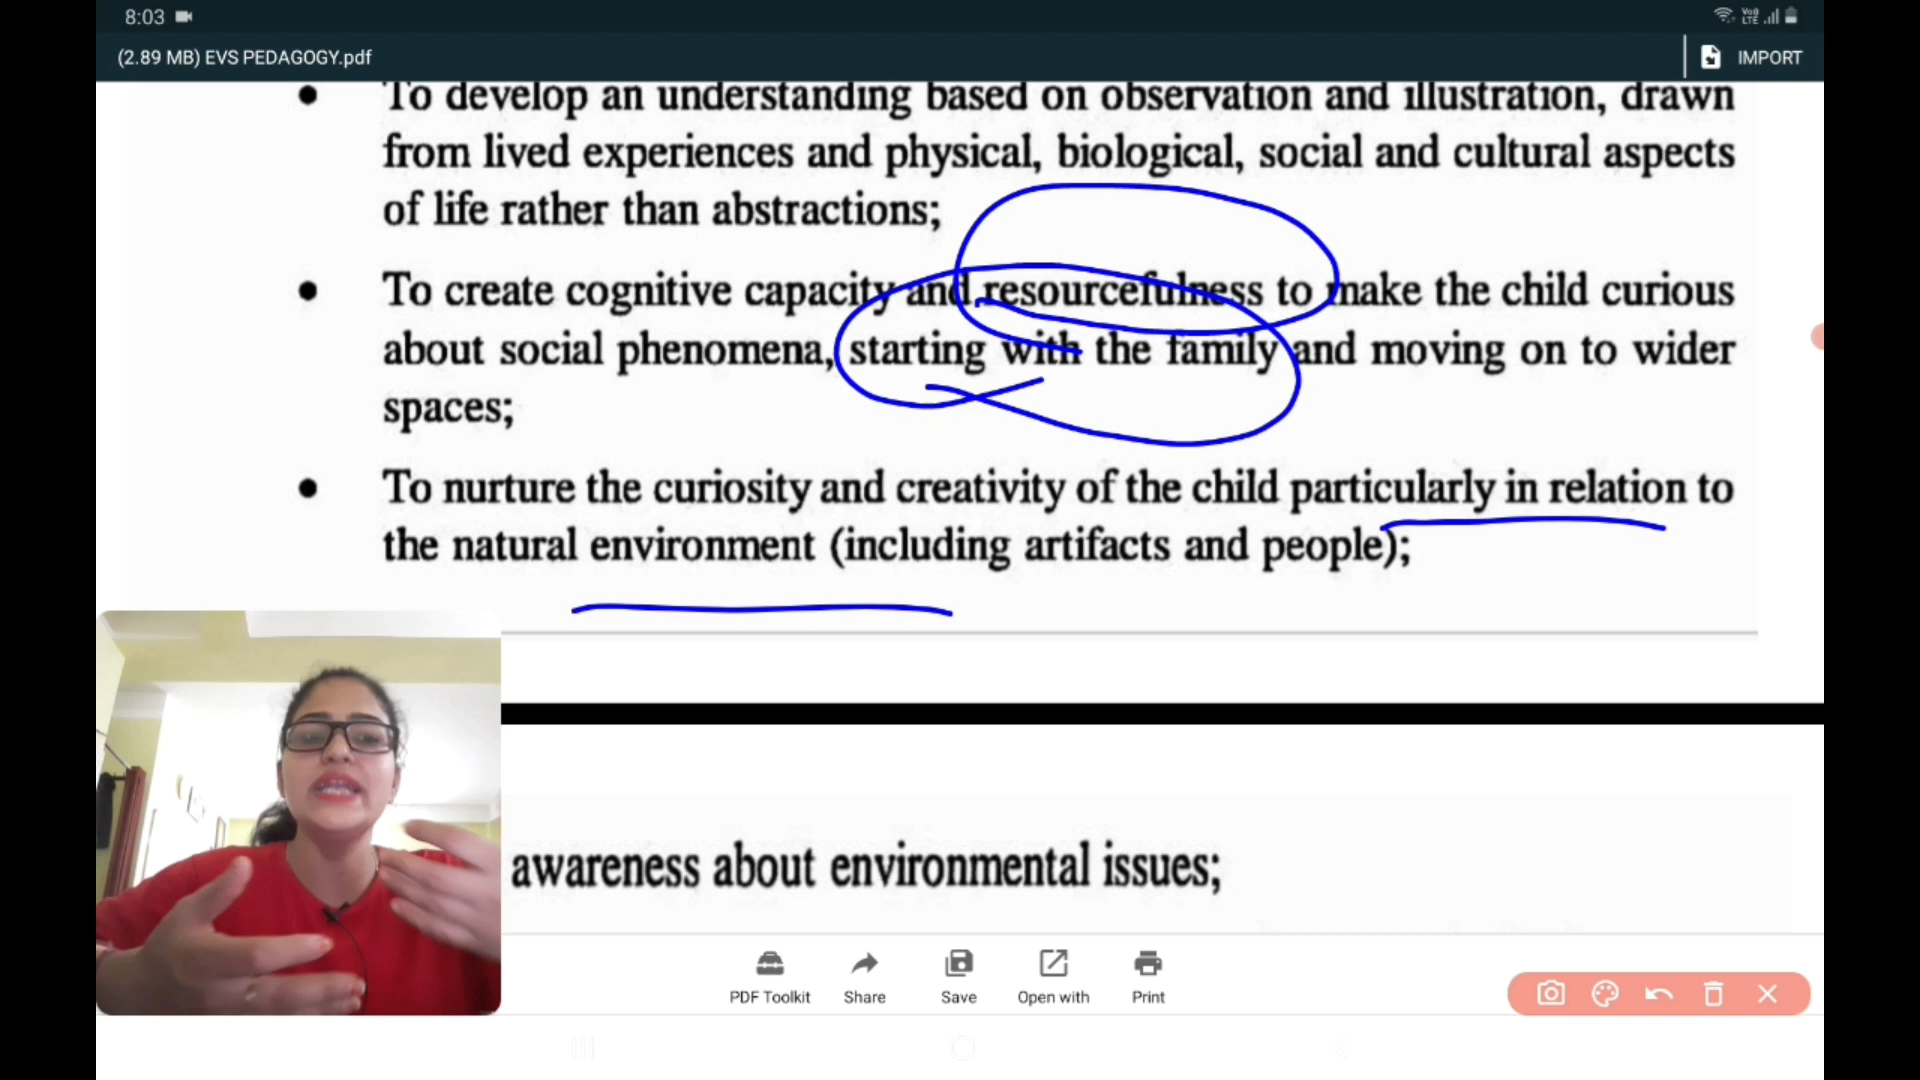 8:03
Vo) LTE
(2.89 MB) EVS PEDAGOGY.pdf
IMPORT
• To develop an understanding based on observation and illustration, drawn
from lived experiences and physical, biological, social and cultural aspects
of life rather than abstractions;
• To create cognitive capacity and resourcefulness to make the child curious
about social phenomena, starting with the family and moving on to wider
spaces;
• To nurture the curiosity and creativity of the child particularly in relation to
the natural environment (including artifacts and people);
awareness about environmental issues;
PDF Toolkit
Share
Save
Open with
Print